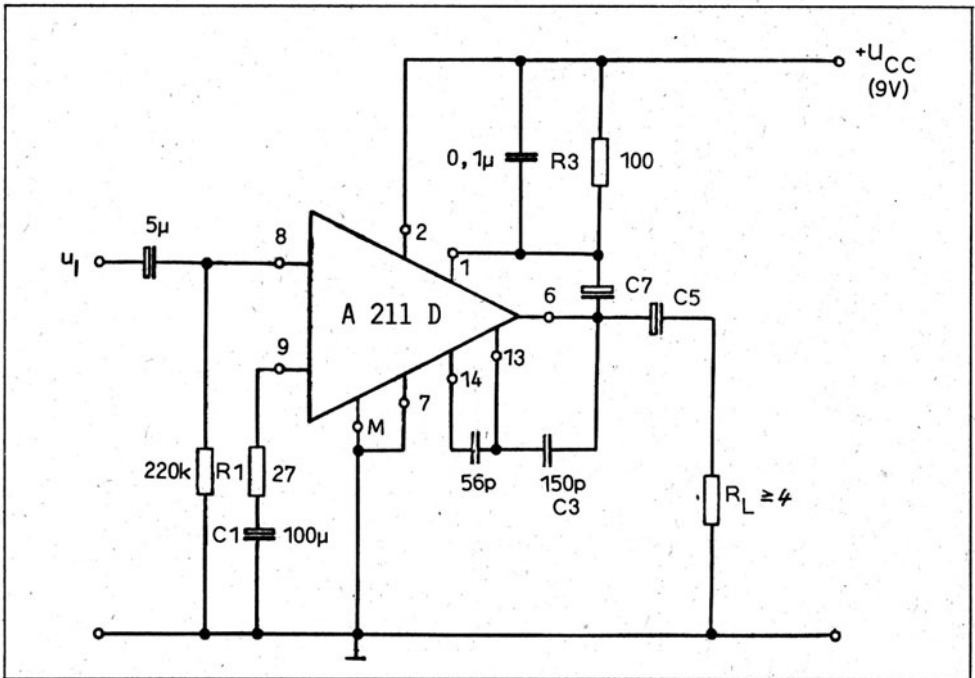 +U_CC
(9V)
0,1µ
R3
100
5µ
8
2
1
u_I
A 211 D
6
C7
C5
9
13
14
7
M
220k
R1
27
56p
150p
C3
C1
100µ
R_L ≥4